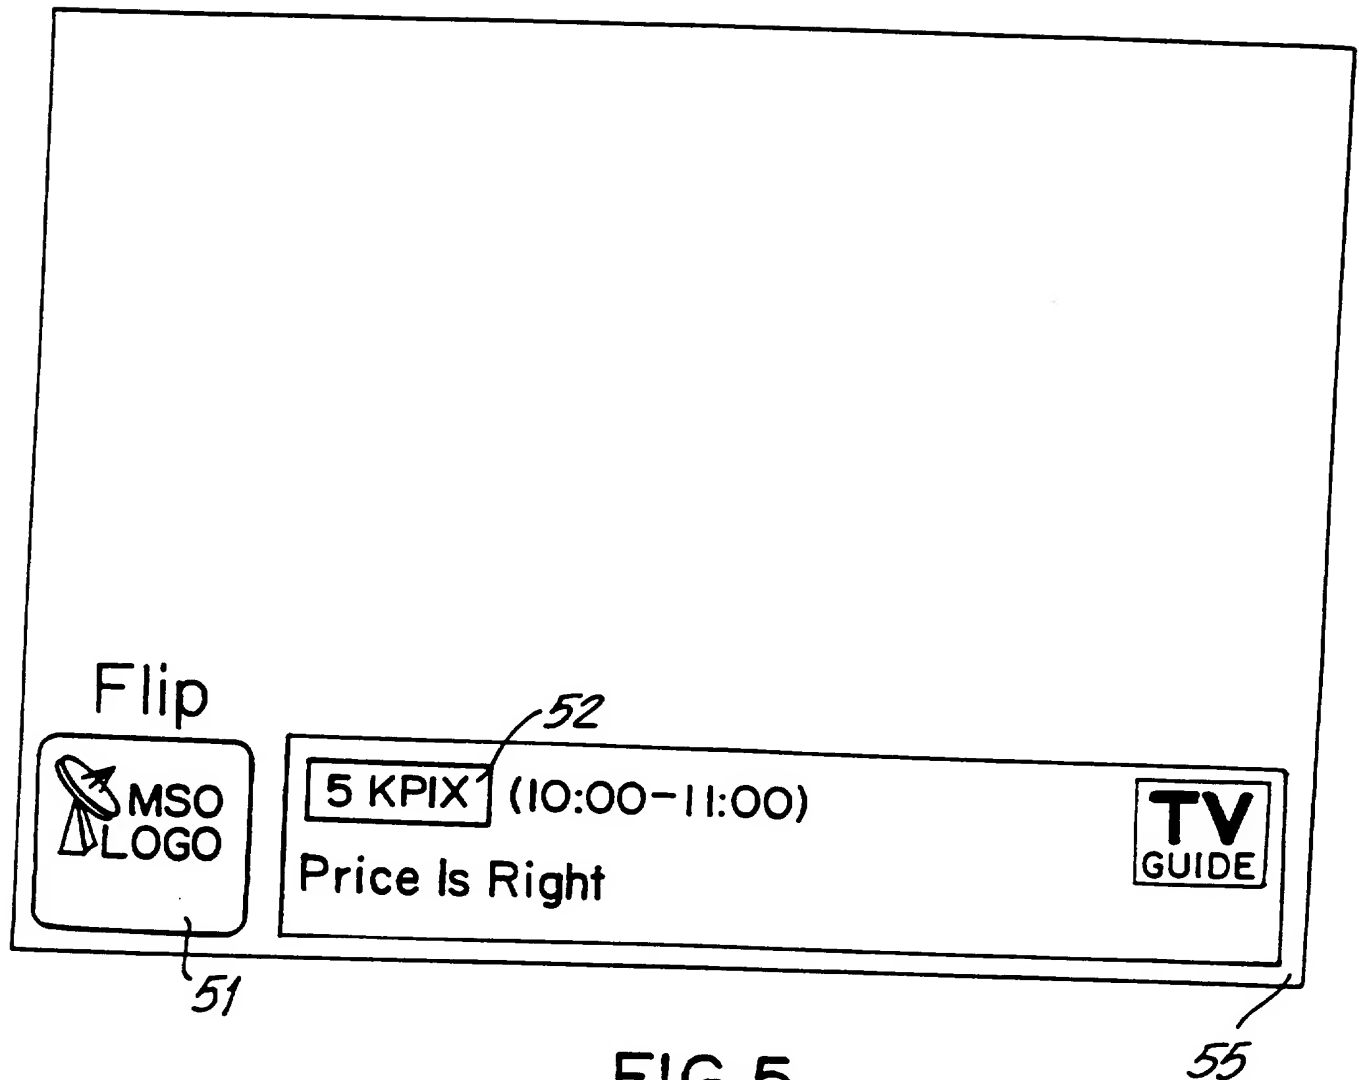 Flip
52
5 KPIX (10:00-11:00)
MSO
LOGO
Price Is Right
TV
GUIDE
51
55
FIG. 5